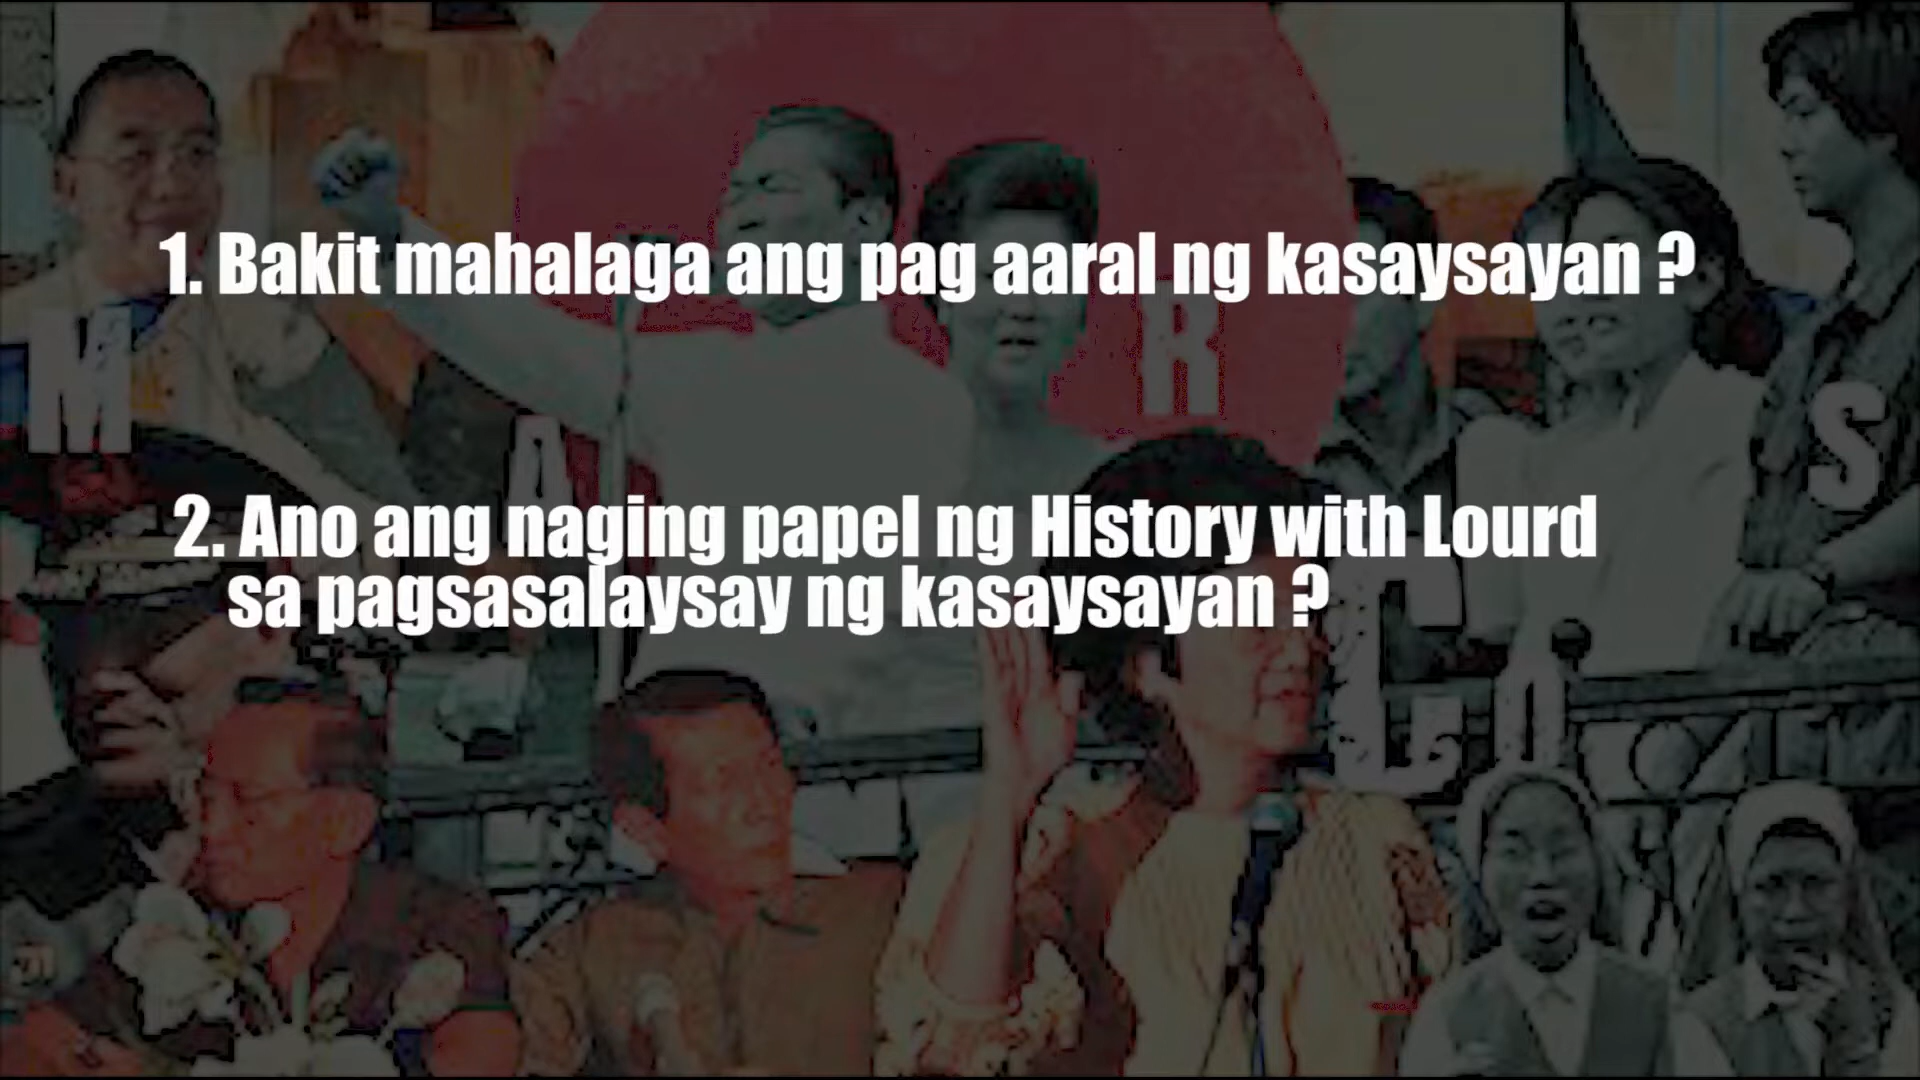 1. Bakit mahalaga ang pag aaral ng kasaysayan ?
M A R C O S
2. Ano ang naging papel ng History with Lourd
sa pagsasalaysay ng kasaysayan ?